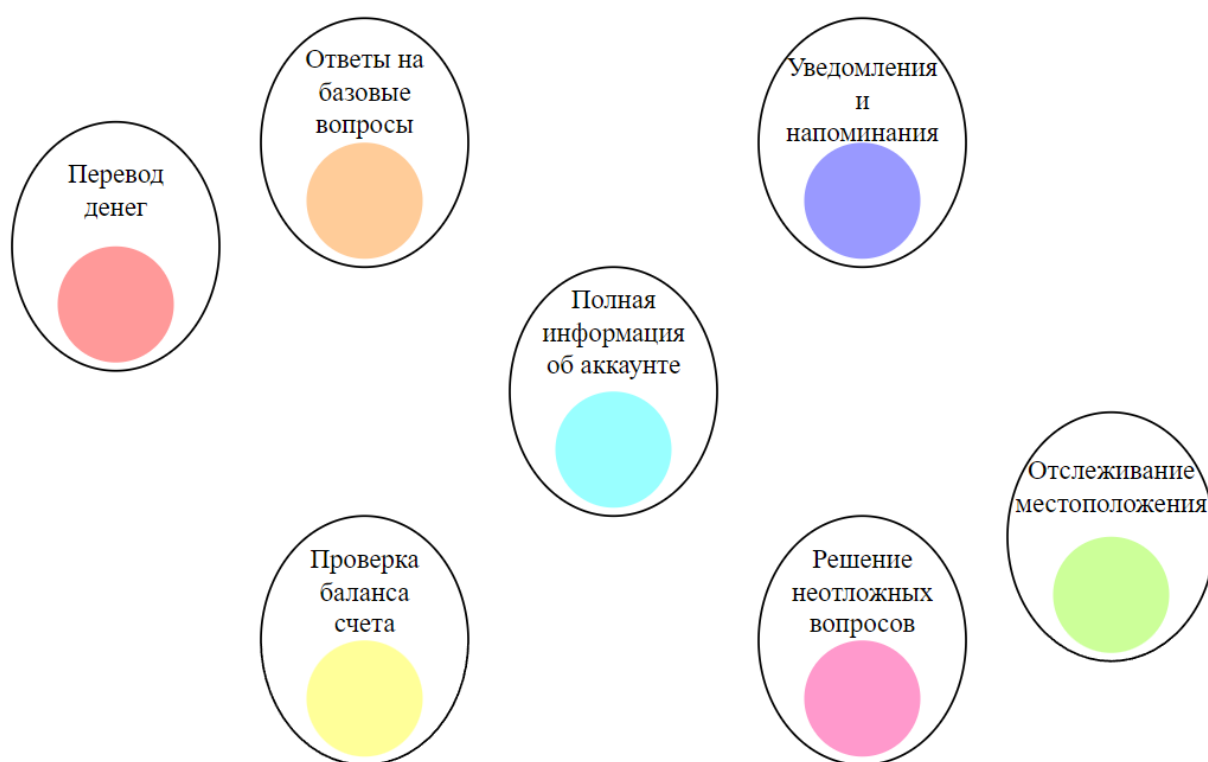 Ответы на
базовые
вопросы
Уведомления
и
напоминания
Перевод
денег
Полная
информация
об аккаунте
Отслеживание
местоположения
Проверка
баланса
счета
Решение
неотложных
вопросов